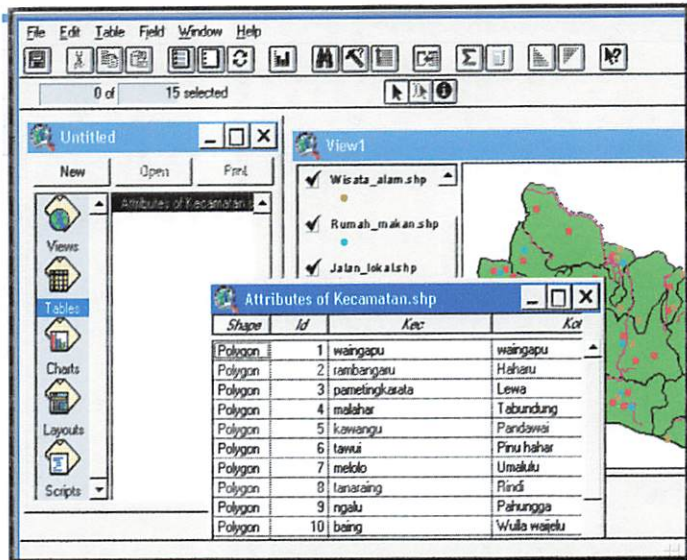 File Edit Table Field Window Help
0 of 15 selected
Untitled
New Open Print
Attributes of Kecamatan.s
Views
Tables
Charts
Layouts
Scripts
View1
Wisata_alam.shp
Rumah_makan.shp
Jalan_lokal.shp
Attributes of Kecamatan.shp
Shape Id Kec Kot
Polygon 1 waingapu waingapu
Polygon 2 rambangaru Haharu
Polygon 3 pametingkarata Lewa
Polygon 4 malahar Tabundung
Polygon 5 kawangu Pandawai
Polygon 6 tawui Pinu hahar
Polygon 7 melolo Umalulu
Polygon 8 tanaraing Rindi
Polygon 9 ngalu Pahungga
Polygon 10 baing Wulla waijelu